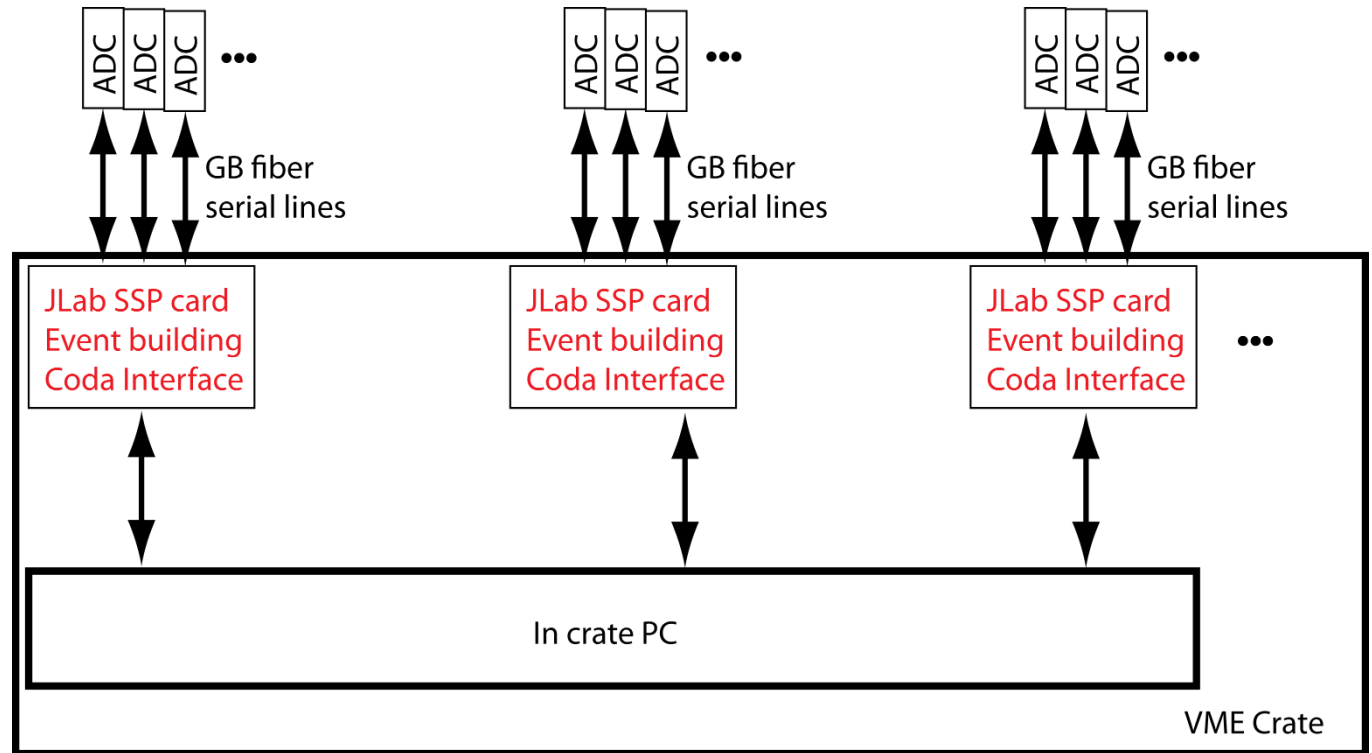 ADC ADC ADC •••
ADC ADC ADC •••
ADC ADC ADC •••
GB fiber
serial lines
GB fiber
serial lines
GB fiber
serial lines
JLab SSP card
Event building
Coda Interface
JLab SSP card
Event building
Coda Interface
JLab SSP card
Event building
Coda Interface
•••
In crate PC
VME Crate